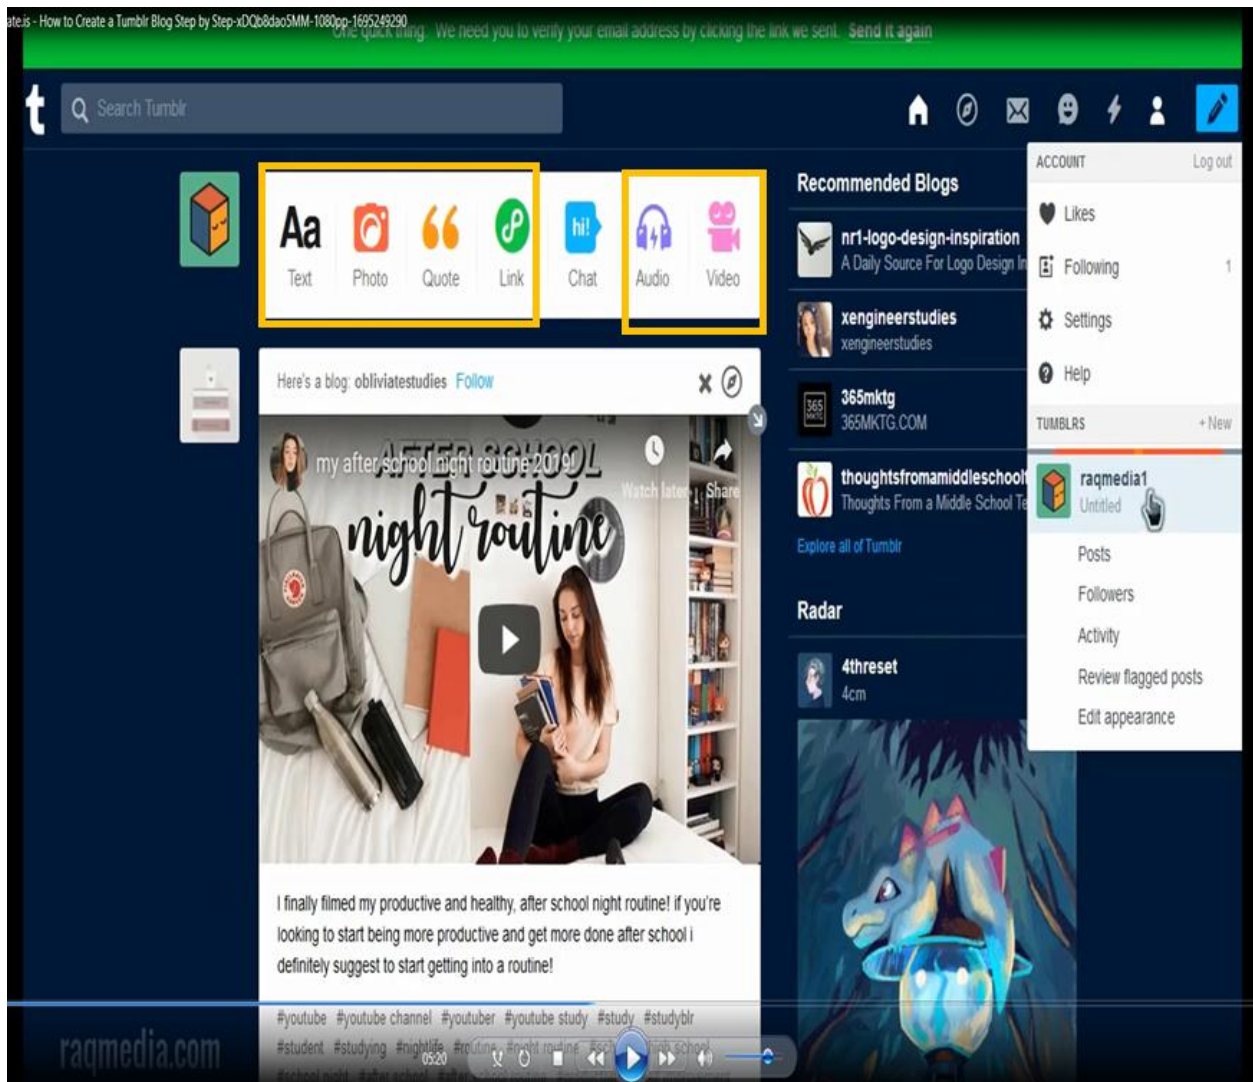 ate.is - How to Create a Tumblr Blog Step by Step-xDQb8dao5MM-1080pp-1695249290
One quick thing. We need you to verify your email address by clicking the link we sent. Send it again
t
Search Tumblr
Aa
hi!
Text Photo Quote Link Chat Audio Video
Here's a blog: obliviatestudies Follow
my after school night routine 2019!
AFTER SCHOOL
night routine
Watch later Share
I finally filmed my productive and healthy, after school night routine! if you're
looking to start being more productive and get more done after school i
definitely suggest to start getting into a routine!
#youtube #youtube channel #youtuber #youtube study #study #studyblr
#student #studying #nightlife #routine #night routine #high school
Recommended Blogs
nr1-logo-design-inspiration
A Daily Source For Logo Design In
xengineerstudies
xengineerstudies
365
MKTG
365mktg
365MKTG.COM
thoughtsfromamiddleschoolt
Thoughts From a Middle School Te
Explore all of Tumblr
Radar
4threset
4cm
ACCOUNT Log out
Likes
Following 1
Settings
Help
TUMBLRS + New
raqmedia1
Untitled
Posts
Followers
Activity
Review flagged posts
Edit appearance
raqmedia.com
05:20